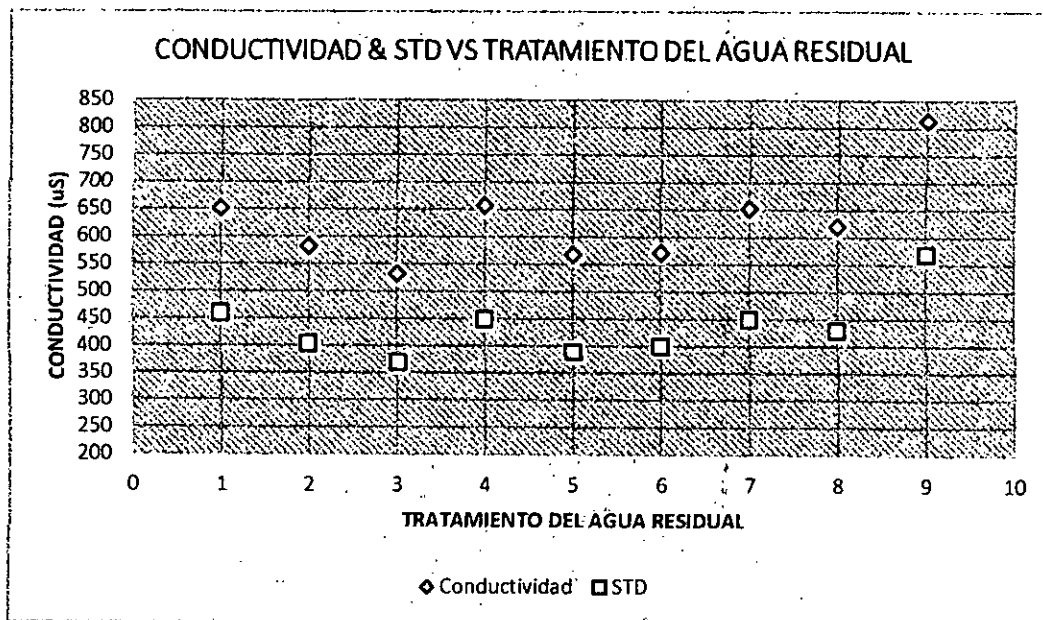 CONDUCTIVIDAD & STD VS TRATAMIENTO DEL AGUA RESIDUAL
850
800
750
700
650
600
550
500
450
400
350
300
250
200
CONDUCTIVIDAD (uS)
0 1 2 3 4 5 6 7 8 9 10
TRATAMIENTO DEL AGUA RESIDUAL
Conductividad STD